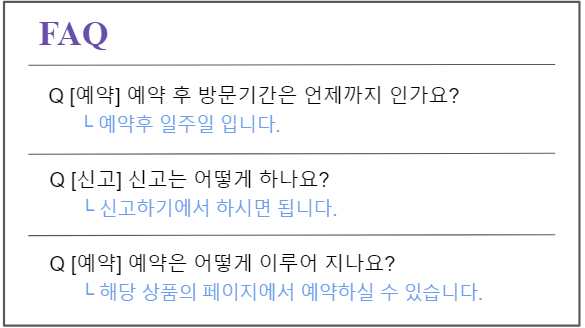 FAQ
Q [예약] 예약 후 방문기간은 언제까지 인가요?
└ 예약후 일주일 입니다.
Q [신고] 신고는 어떻게 하나요?
└ 신고하기에서 하시면 됩니다.
Q [예약] 예약은 어떻게 이루어 지나요?
└ 해당 상품의 페이지에서 예약하실 수 있습니다.